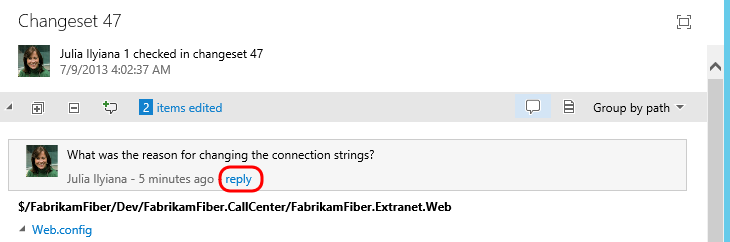 Changeset 47
Julia Ilyiana 1 checked in changeset 47
7/9/2013 4:02:37 AM
2 items edited
Group by path
What was the reason for changing the connection strings?
Julia Ilyiana - 5 minutes ago reply
$/FabrikamFiber/Dev/FabrikamFiber.CallCenter/FabrikamFiber.Extranet.Web
Web.config